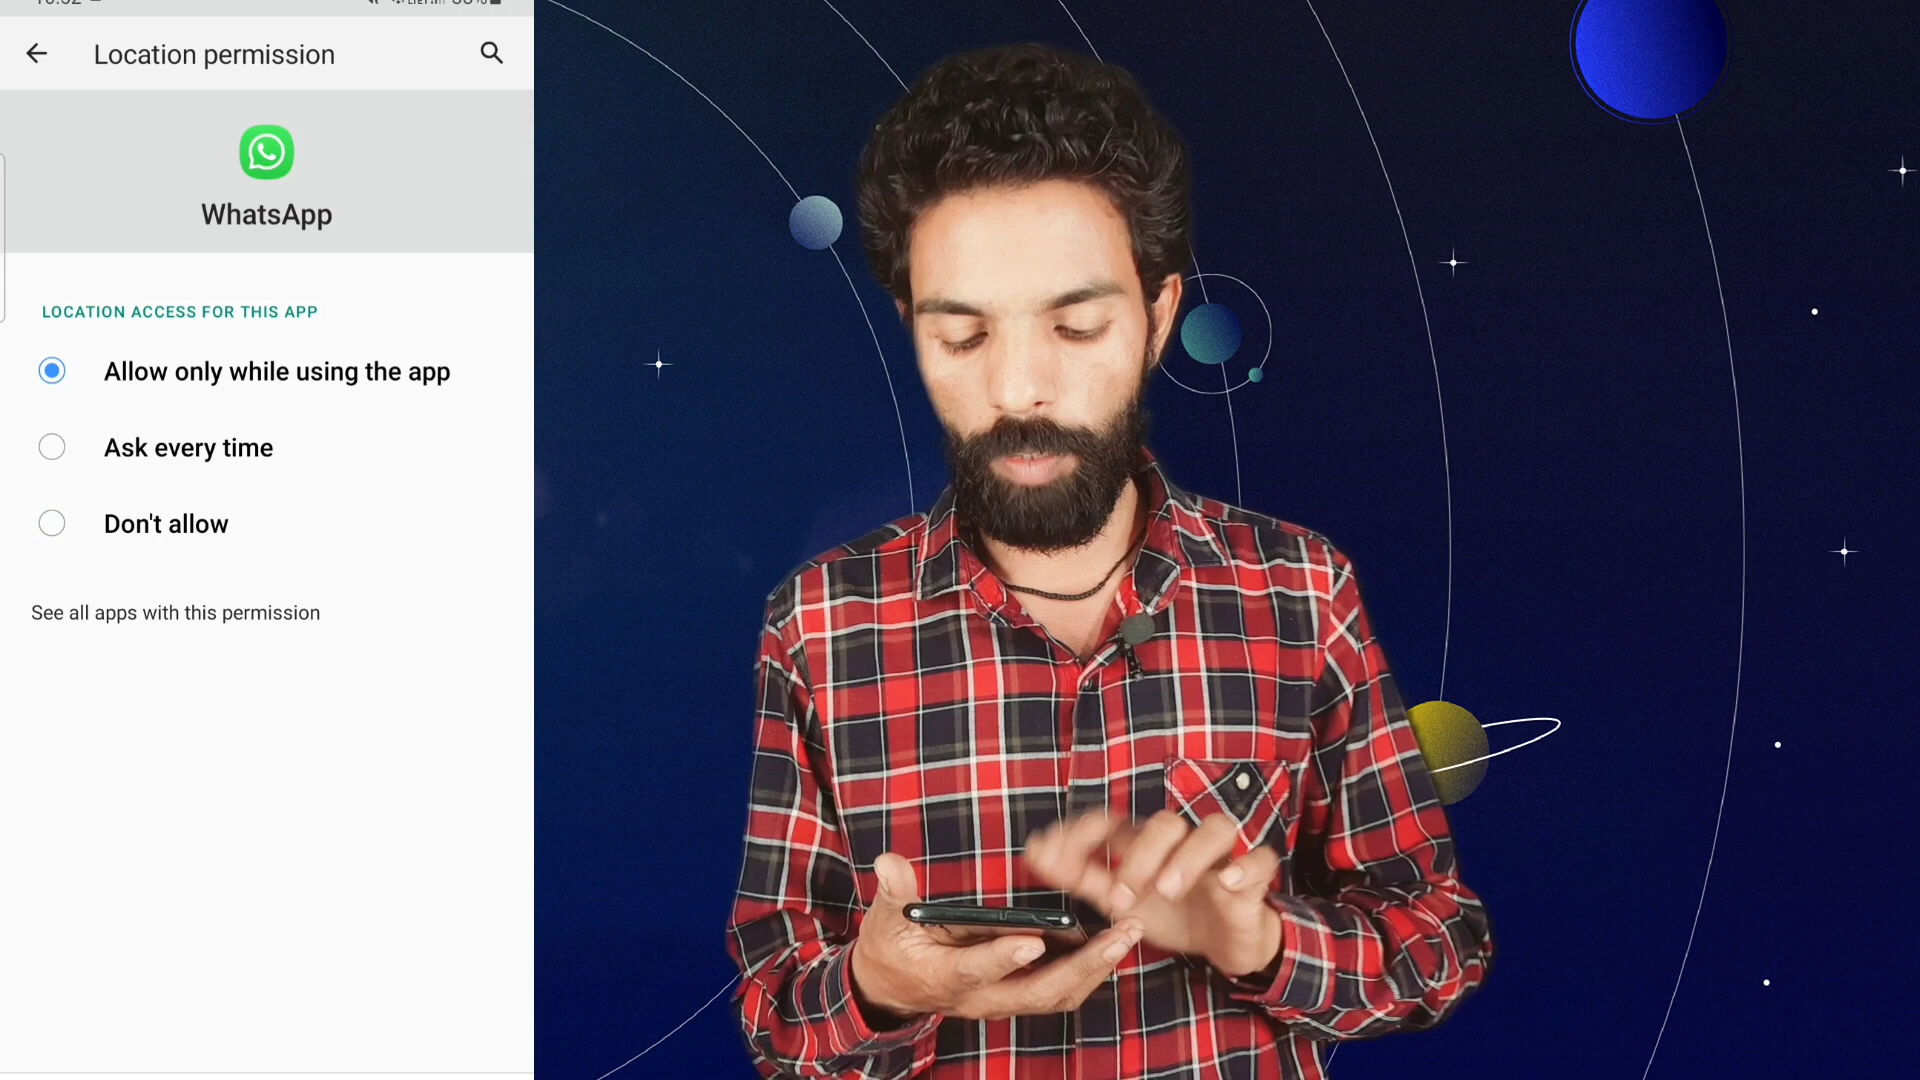 Location permission
WhatsApp
LOCATION ACCESS FOR THIS APP
Allow only while using the app
Ask every time
Don't allow
See all apps with this permission